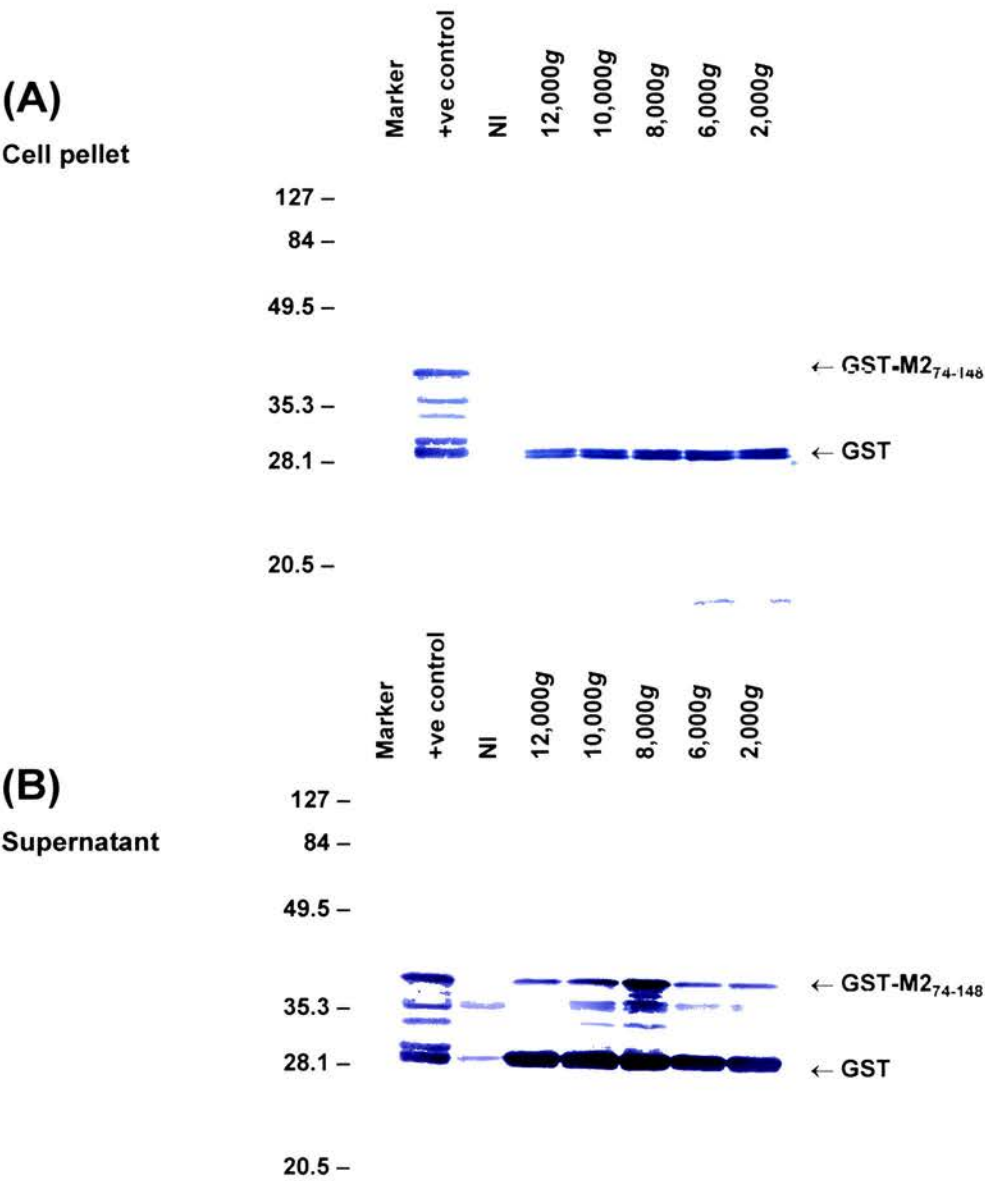 (A)
Cell pellet
Marker
+ve control
NI
12,000g
10,000g
8,000g
6,000g
2,000g
127 –
84 –
49.5 –
35.3 –
28.1 –
20.5 –
← GST-M2₇₄₋₁₄₈
← GST
(B)
Supernatant
Marker
+ve control
NI
12,000g
10,000g
8,000g
6,000g
2,000g
127 –
84 –
49.5 –
35.3 –
28.1 –
20.5 –
← GST-M2₇₄₋₁₄₈
← GST